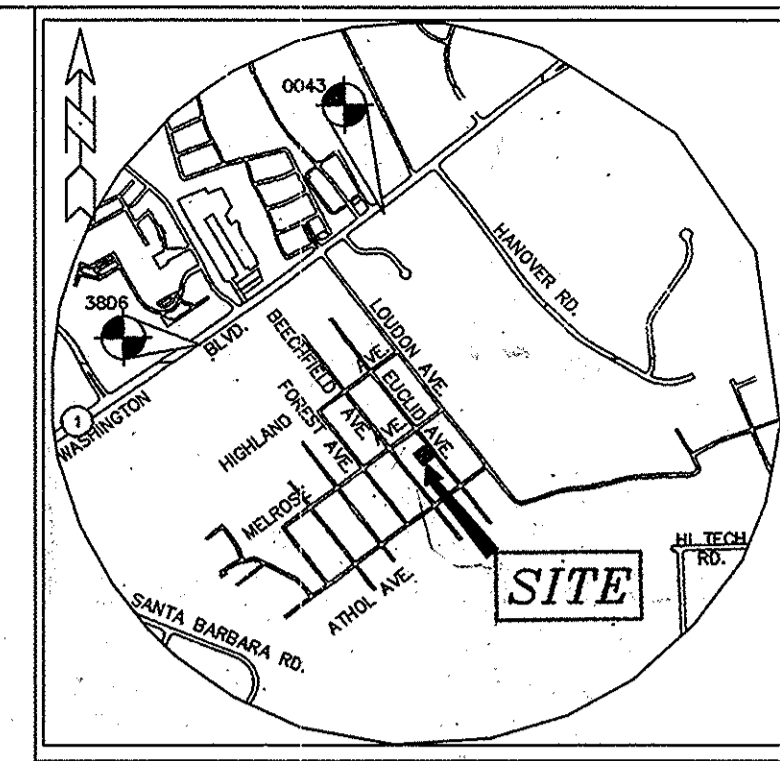 N
0043
HANOVER RD.
3806
BLVD.
LOUDON AVE.
BEECHFIELD AVE.
EUCLID AVE.
1
WASHINGTON
FOREST AVE.
AVE.
HIGHLAND
AVE.
MELROSE
SITE
HI TECH
RD.
ATHOL AVE.
SANTA BARBARA RD.